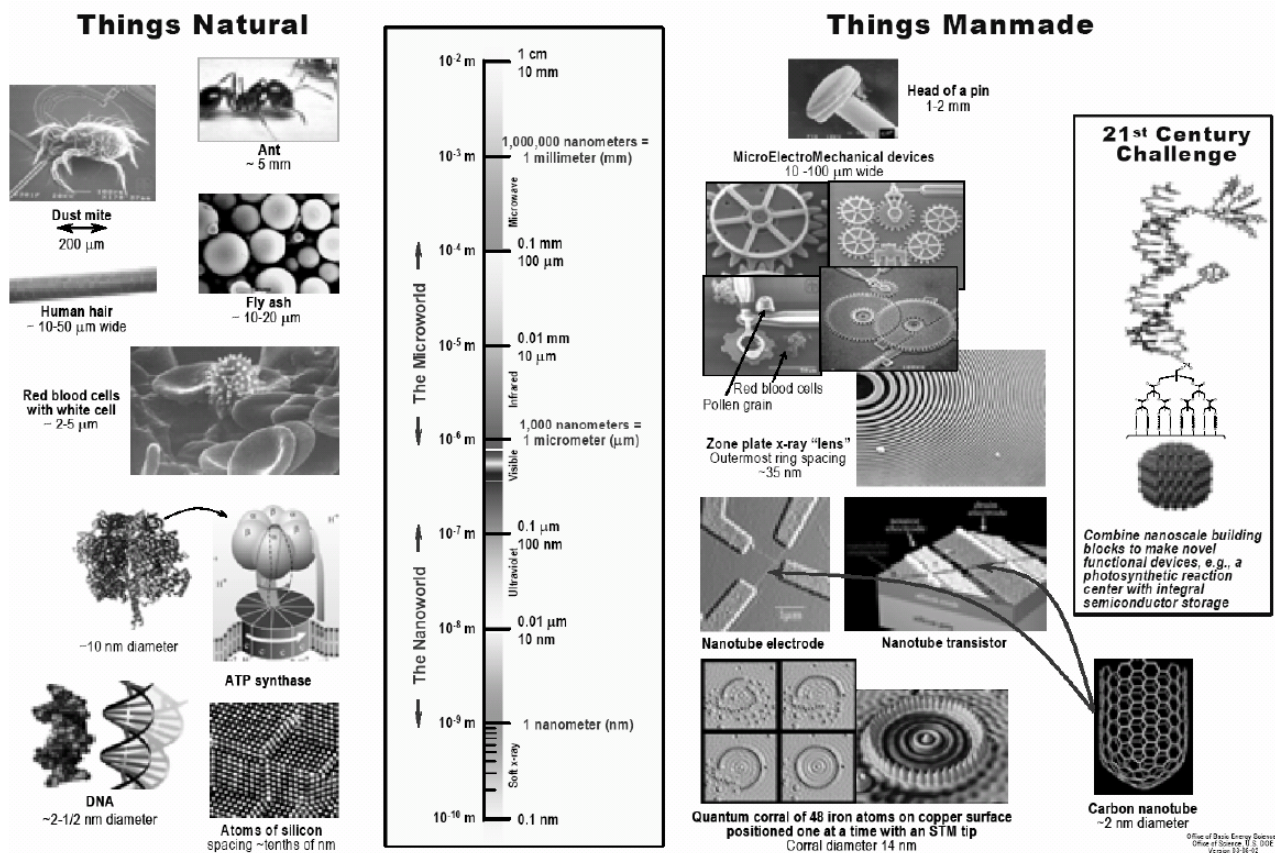 Things Natural
Ant
~ 5 mm
Dust mite
200 μm
Human hair
~ 10-50 μm wide
Fly ash
~ 10-20 μm
Red blood cells
with white cell
~ 2-5 μm
~10 nm diameter
ATP synthase
DNA
~2-1/2 nm diameter
Atoms of silicon
spacing ~tenths of nm
10⁻² m
1 cm
10 mm
1,000,000 nanometers =
10⁻³ m
1 millimeter (mm)
Microwave
10⁻⁴ m
0.1 mm
100 μm
The Microworld
10⁻⁵ m
0.01 mm
10 μm
Infrared
1,000 nanometers =
10⁻⁶ m
1 micrometer (μm)
Visible
10⁻⁷ m
0.1 μm
100 nm
The Nanoworld
Ultraviolet
10⁻⁸ m
0.01 μm
10 nm
10⁻⁹ m
1 nanometer (nm)
Soft x-ray
10⁻¹⁰ m
0.1 nm
Things Manmade
Head of a pin
1-2 mm
MicroElectroMechanical devices
10 -100 μm wide
Red blood cells
Pollen grain
Zone plate x-ray “lens”
Outermost ring spacing
~35 nm
Nanotube electrode
Nanotube transistor
Quantum corral of 48 iron atoms on copper surface
positioned one at a time with an STM tip
Corral diameter 14 nm
Carbon nanotube
~2 nm diameter
21st Century
Challenge
Combine nanoscale building
blocks to make novel
functional devices, e.g., a
photosynthetic reaction
center with integral
semiconductor storage
Office of Basic Energy Sciences
Office of Science, U.S. DOE